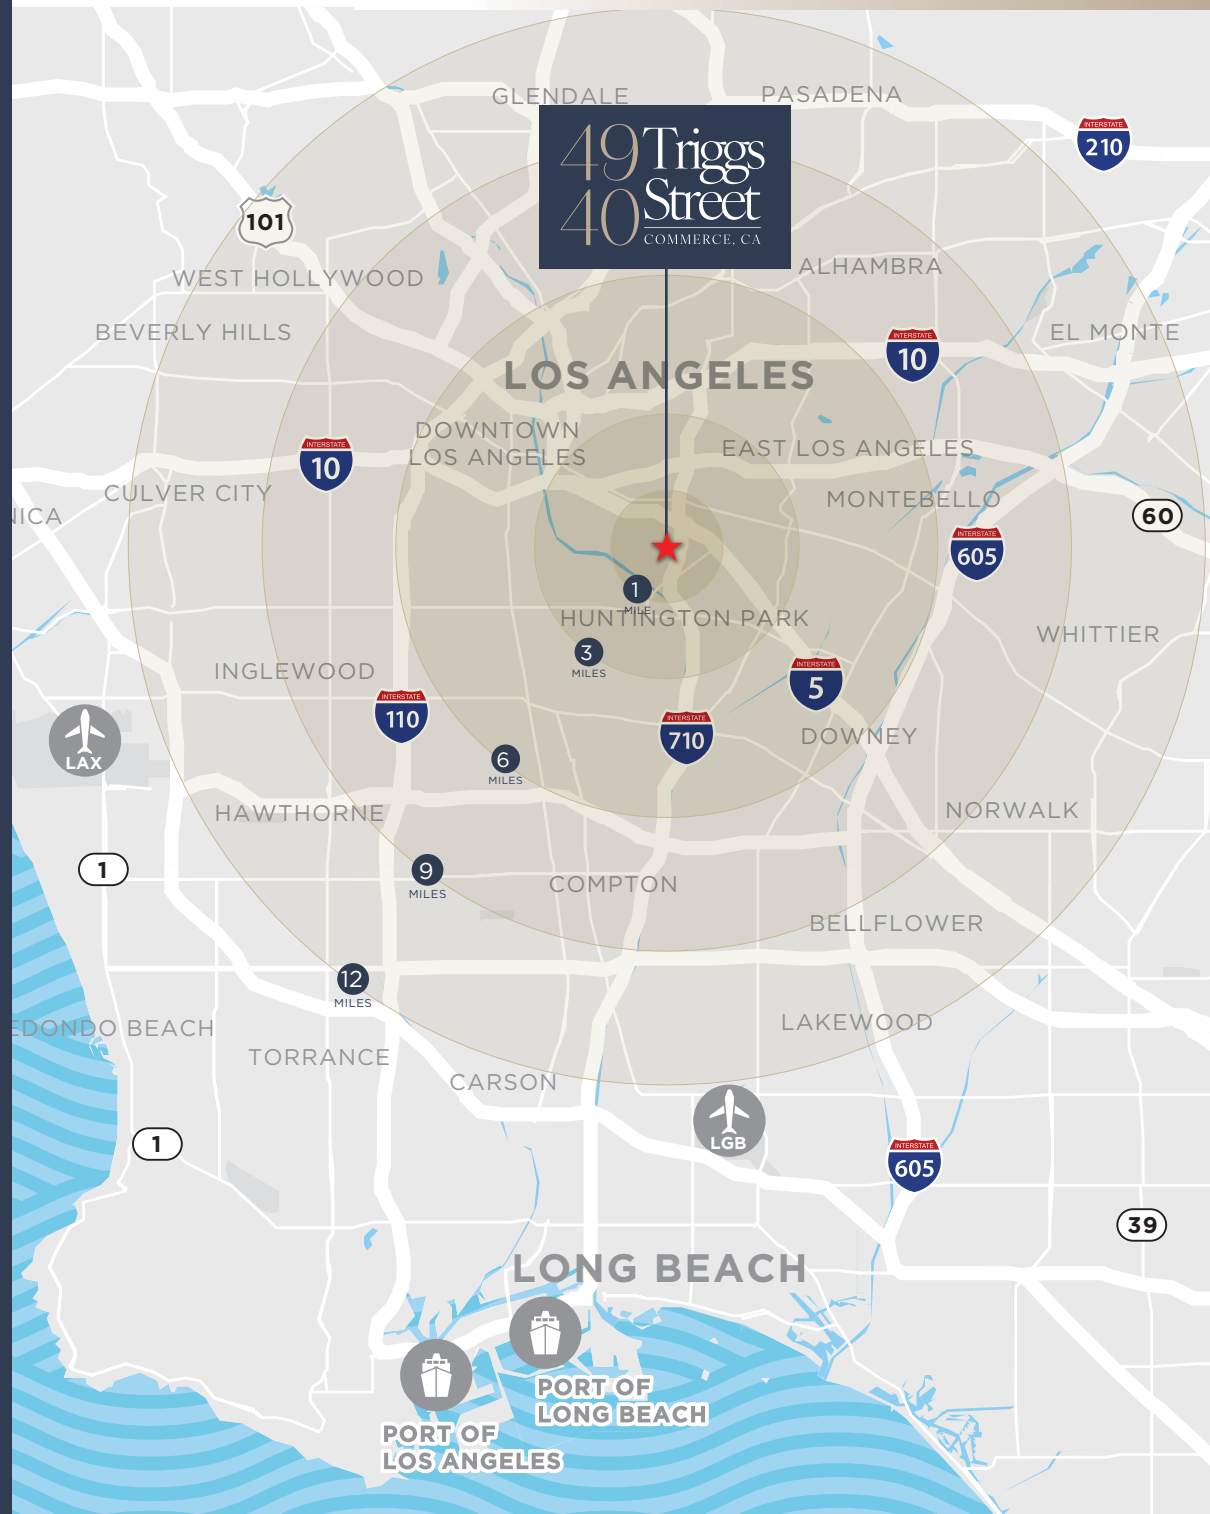 GLENDALE
PASADENA
INTERSTATE
210
49 Triggs
40 Street
COMMERCE, CA
101
WEST HOLLYWOOD
ALHAMBRA
BEVERLY HILLS
EL MONTE
INTERSTATE
10
LOS ANGELES
DOWNTOWN
LOS ANGELES
EAST LOS ANGELES
INTERSTATE
10
CULVER CITY
MONTEBELLO
NICA
60
INTERSTATE
605
1
MILE
HUNTINGTON PARK
WHITTIER
3
MILES
INGLEWOOD
INTERSTATE
5
INTERSTATE
110
INTERSTATE
710
DOWNEY
LAX
6
MILES
HAWTHORNE
NORWALK
1
9
MILES
COMPTON
BELLFLOWER
12
MILES
EDONDO BEACH
LAKEWOOD
TORRANCE
CARSON
LGB
1
INTERSTATE
605
39
LONG BEACH
PORT OF
LONG BEACH
PORT OF
LOS ANGELES